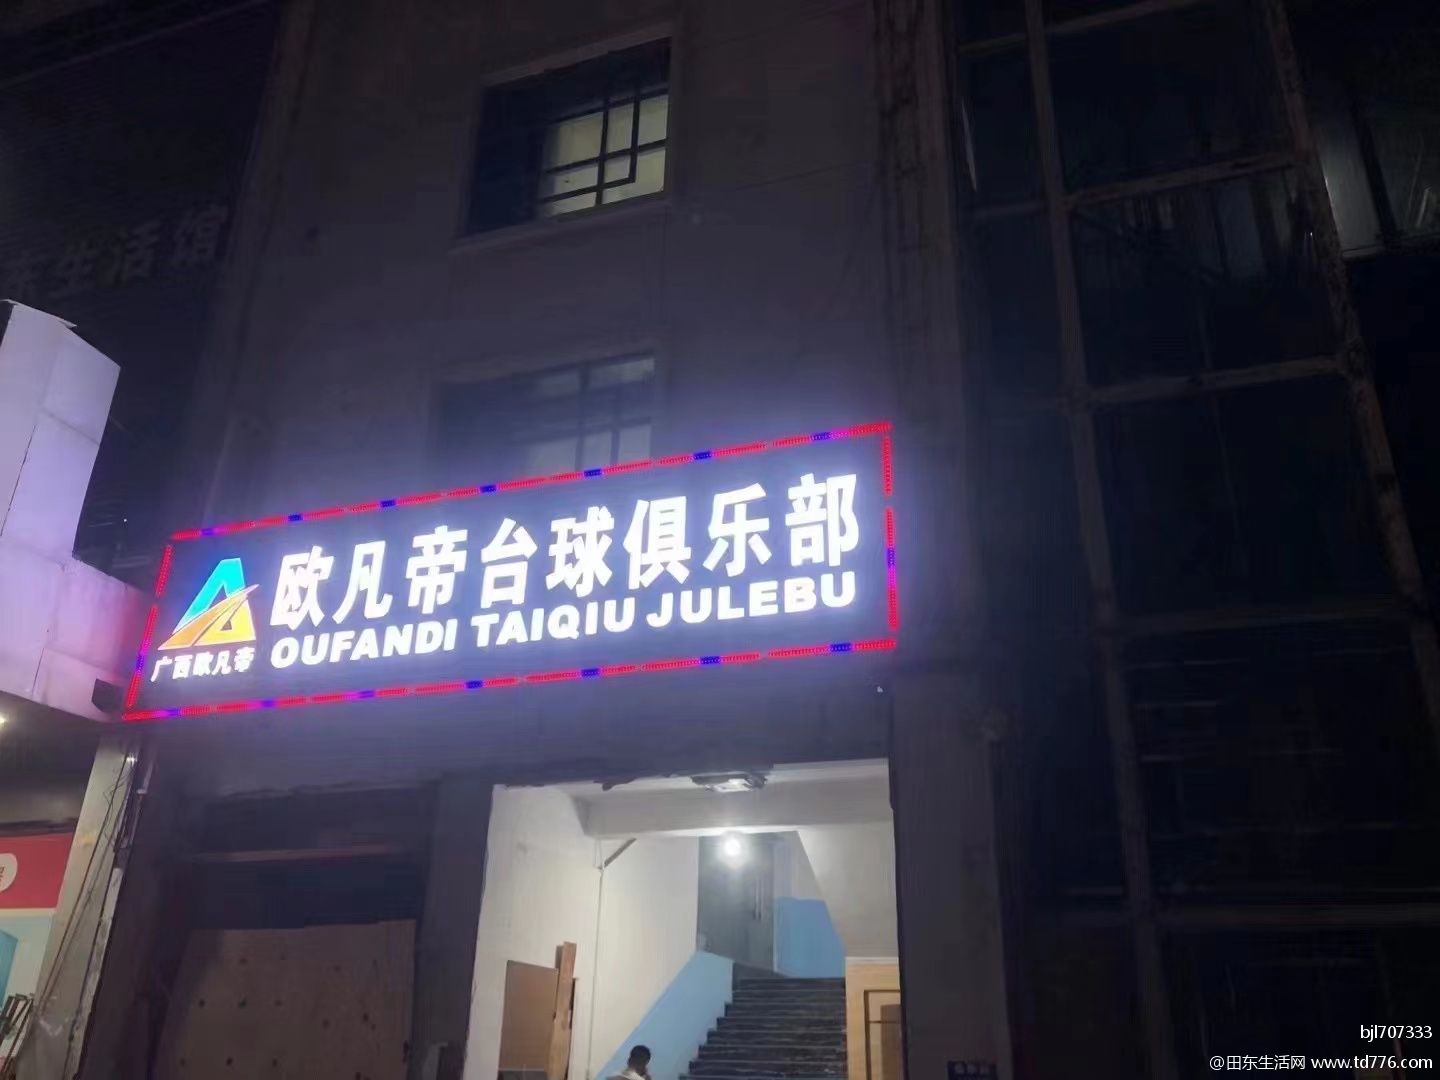 生活馆
欧凡帝台球俱乐部
OUFANDI TAIQIU JULEBU
广西欧凡帝
bjl707333
@田东生活网 www.td776.com